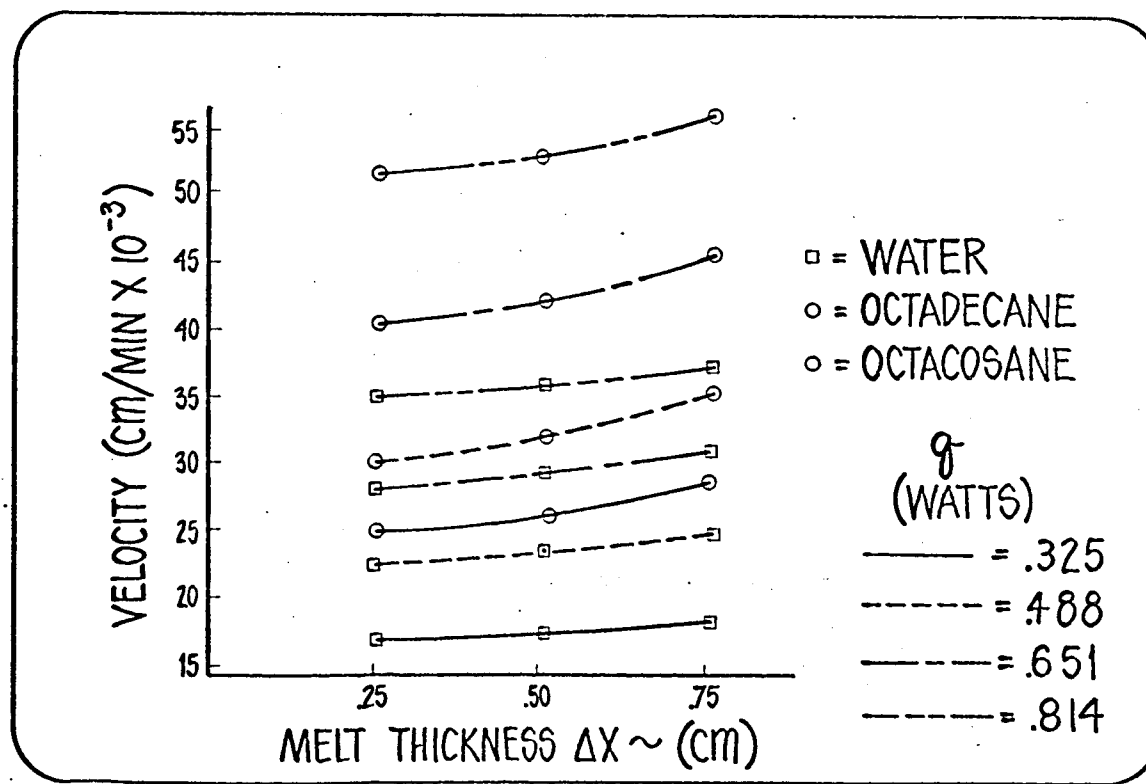 55
50
45
40
35
30
25
20
15
VELOCITY (CM/MIN X 10⁻³)
.25 .50 .75
MELT THICKNESS ΔX ~ (CM)
□ = WATER
○ = OCTADECANE
○ = OCTACOSANE
q
(WATTS)
= .325
= .488
= .651
= .814